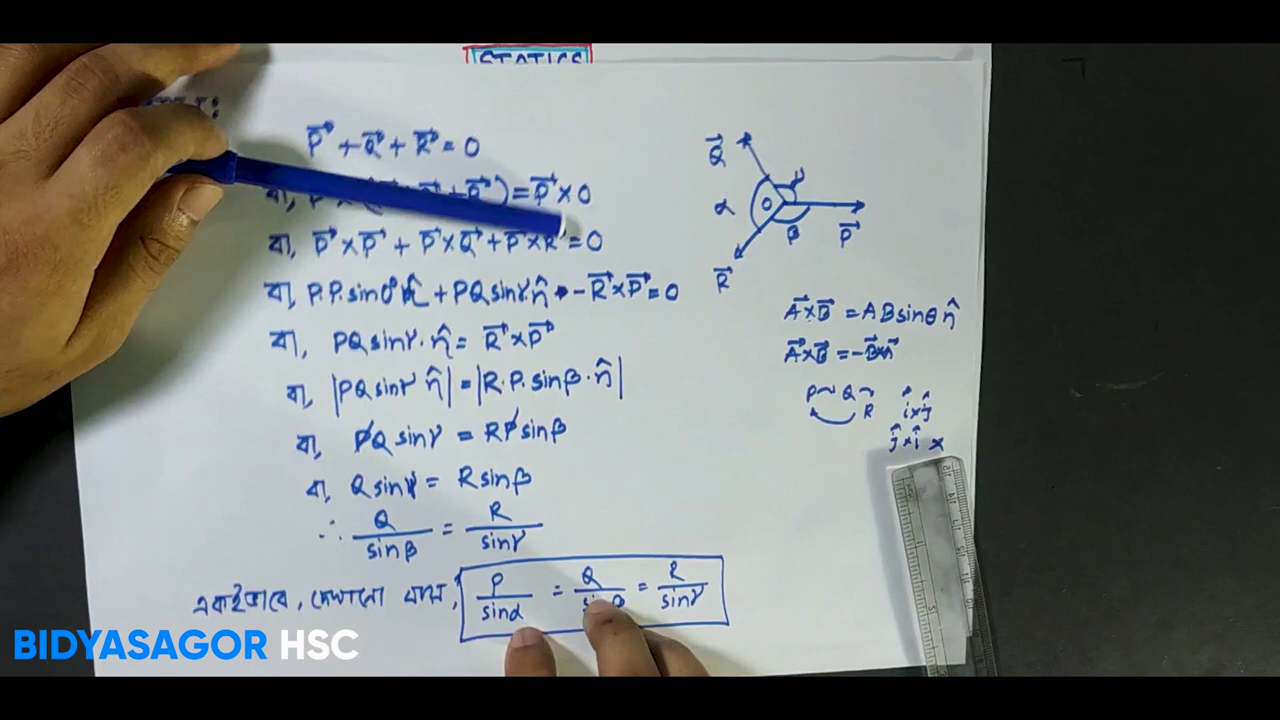 STATICS
P⃗ + Q⃗ + R⃗ = 0
বা, = P⃗ × 0
বা, P⃗ × P⃗ + P⃗ × Q⃗ + P⃗ × R⃗ = 0
বা, P.P. sin0° n̂ + PQ sinγ. n̂ - R⃗ × P⃗ = 0
বা, PQ sinγ. n̂ = R⃗ × P⃗
বা, |PQ sinγ n̂| = |R.P. sinβ. n̂|
বা, PQ sinγ = RP sinβ
বা, Q sinγ = R sinβ
∴ Q/sinβ = R/sinγ
একইভাবে, দেখানো যায়, P/sinα = Q/sinβ = R/sinγ
Q⃗
γ
α O
β P⃗
R⃗
A⃗ × B⃗ = AB sinθ n̂
A⃗ × B⃗ = -B⃗ ×
P Q î × ĵ
R
ĵ × î ×
BIDYASAGOR HSC